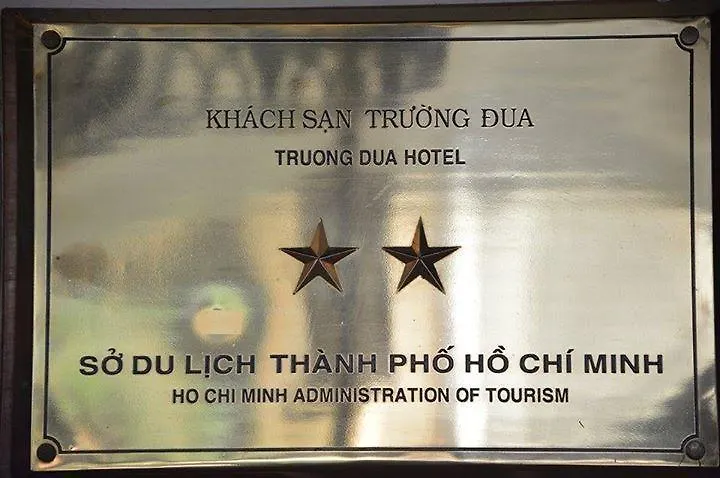 KHÁCH SẠN TRƯỜNG ĐUA
TRUONG DUA HOTEL
SỞ DU LỊCH THÀNH PHỐ HỒ CHÍ MINH
HO CHI MINH ADMINISTRATION OF TOURISM